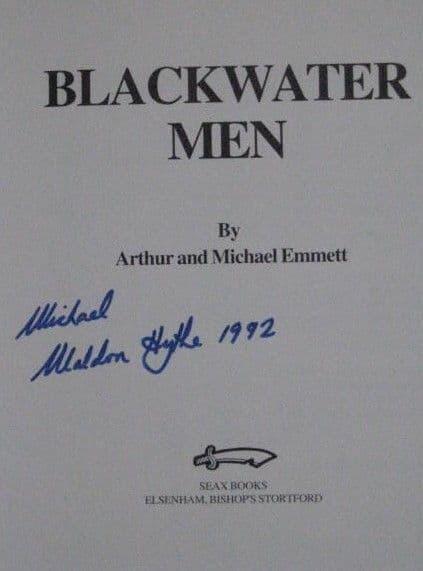 BLACKWATER
MEN
By
Arthur and Michael Emmett
Michael
Maldon Hythe 1992
SEAX BOOKS
ELSENHAM, BISHOP'S STORTFORD